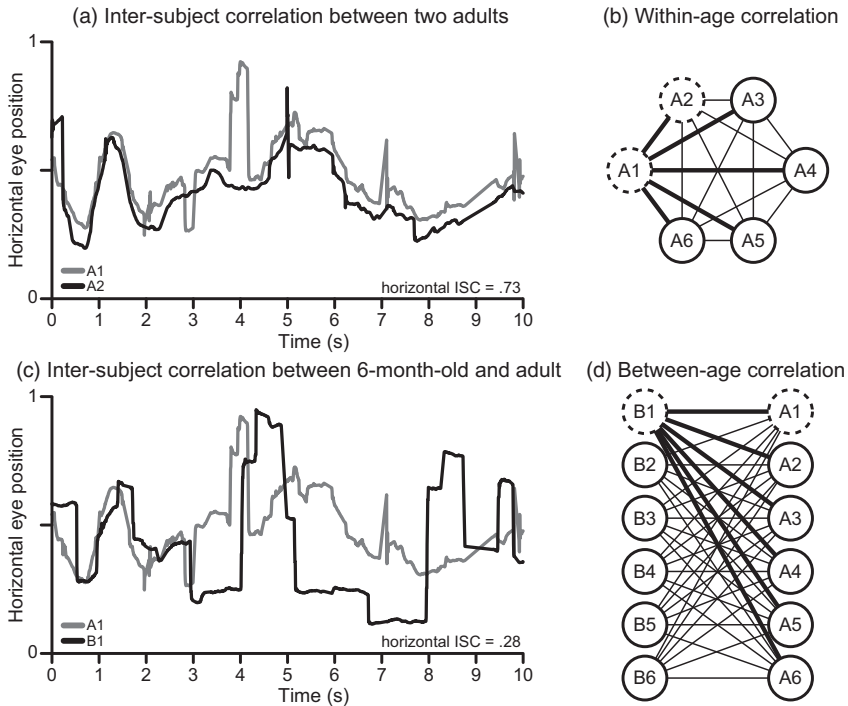 (a) Inter-subject correlation between two adults
1
Horizontal eye position
0
A1
A2
horizontal ISC = .73
0 1 2 3 4 5 6 7 8 9 10
Time (s)
(b) Within-age correlation
A2 A3
A1 A4
A6 A5
(c) Inter-subject correlation between 6-month-old and adult
1
Horizontal eye position
0
A1
B1
horizontal ISC = .28
0 1 2 3 4 5 6 7 8 9 10
Time (s)
(d) Between-age correlation
B1 A1
B2 A2
B3 A3
B4 A4
B5 A5
B6 A6